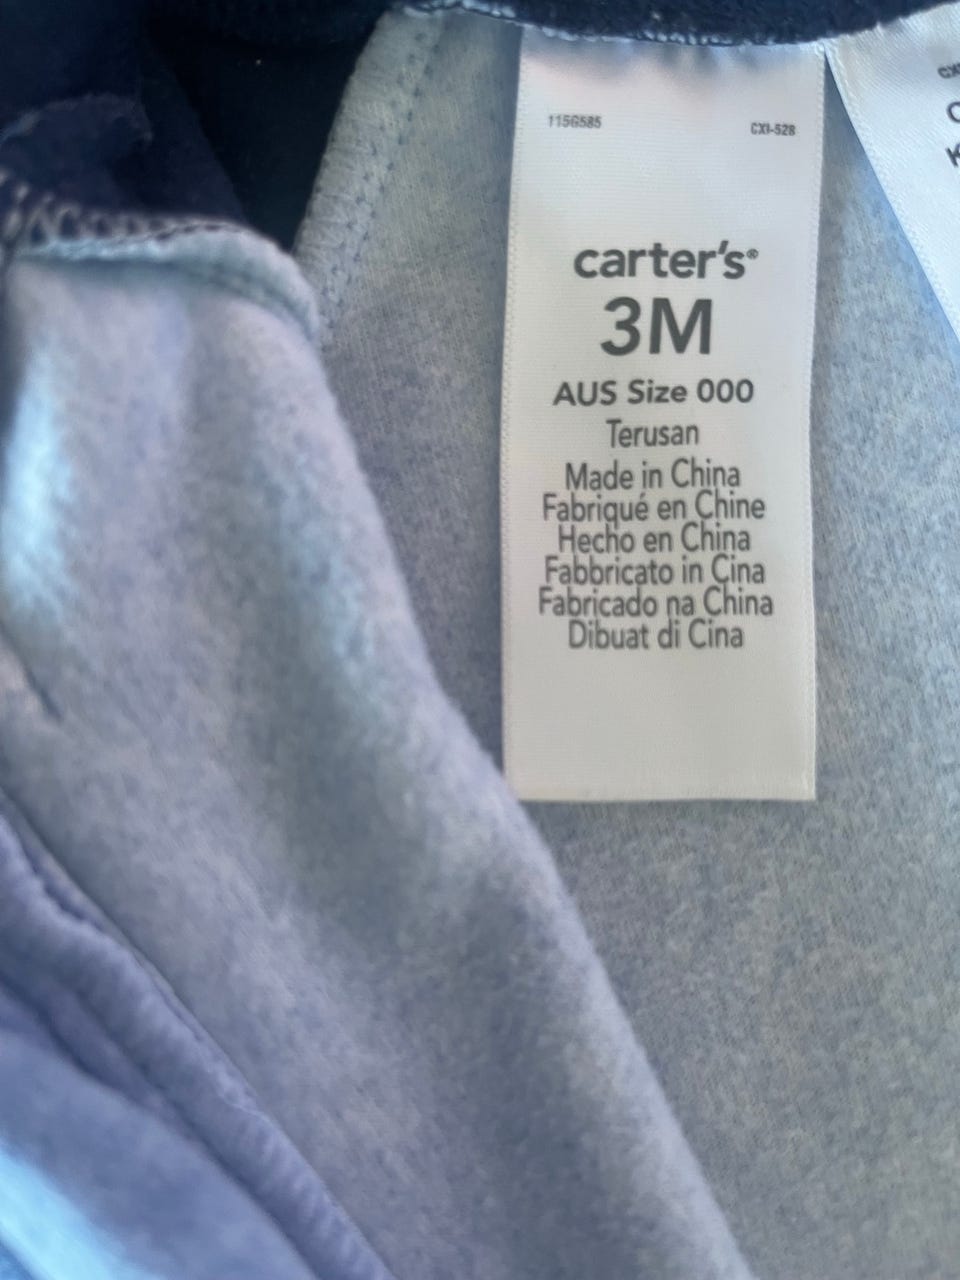 115G585 CXI-528
carter's®
3M
AUS Size 000
Terusan
Made in China
Fabriqué en Chine
Hecho en China
Fabbricato in Cina
Fabricado na China
Dibuat di Cina